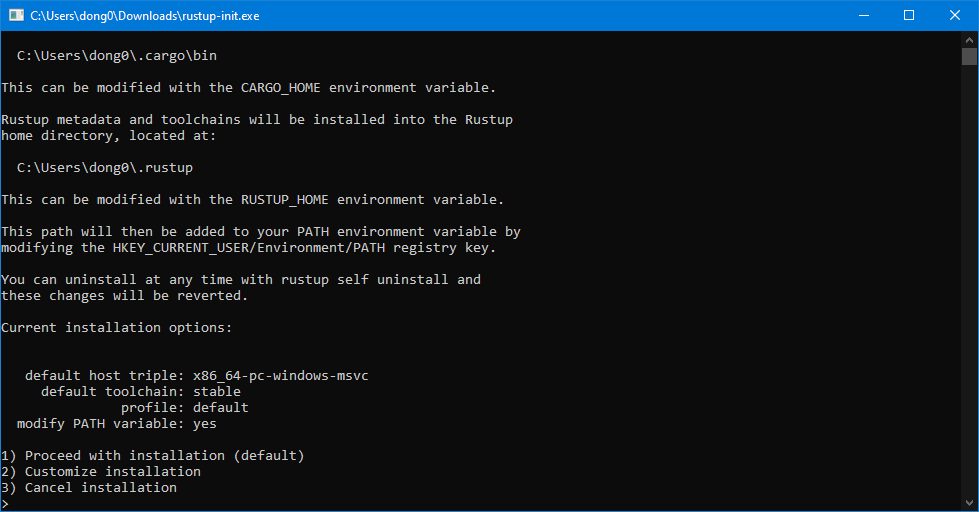 C:\Users\dong0\Downloads\rustup-init.exe
C:\Users\dong0\.cargo\bin
This can be modified with the CARGO_HOME environment variable.
Rustup metadata and toolchains will be installed into the Rustup
home directory, located at:
C:\Users\dong0\.rustup
This can be modified with the RUSTUP_HOME environment variable.
This path will then be added to your PATH environment variable by
modifying the HKEY_CURRENT_USER/Environment/PATH registry key.
You can uninstall at any time with rustup self uninstall and
these changes will be reverted.
Current installation options:
default host triple: x86_64-pc-windows-msvc
default toolchain: stable
profile: default
modify PATH variable: yes
1) Proceed with installation (default)
2) Customize installation
3) Cancel installation
>